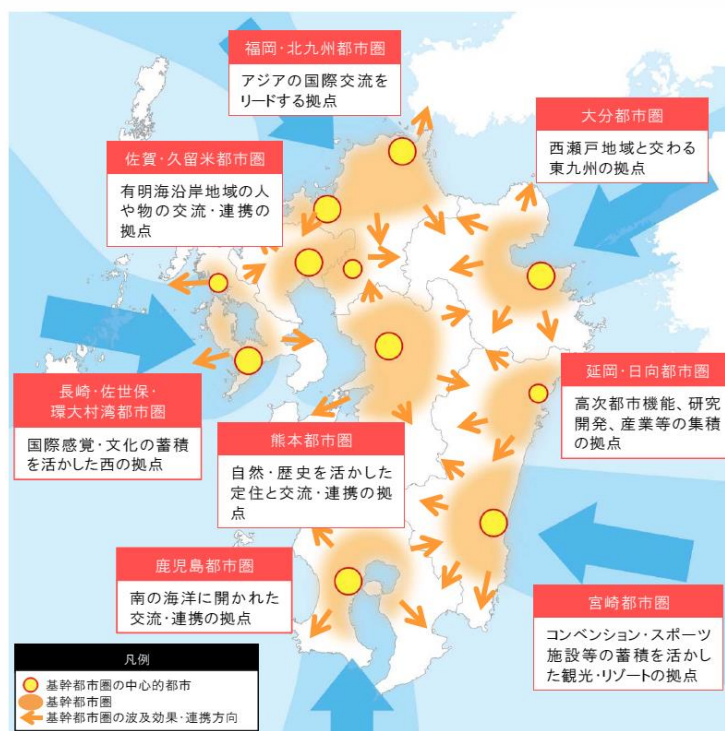 福岡・北九州都市圏
アジアの国際交流を
リードする拠点
大分都市圏
西瀬戸地域と交わる
東九州の拠点
佐賀・久留米都市圏
有明海沿岸地域の人
や物の交流・連携の
拠点
長崎・佐世保・
環大村湾都市圏
国際感覚・文化の蓄積
を活かした西の拠点
熊本都市圏
自然・歴史を活かした
定住と交流・連携の拠
点
延岡・日向都市圏
高次都市機能、研究
開発、産業等の集積
の拠点
鹿児島都市圏
南の海洋に開かれた
交流・連携の拠点
宮崎都市圏
コンベンション・スポーツ
施設等の蓄積を活かし
た観光・リゾートの拠点
凡例
基幹都市圏の中心的都市
基幹都市圏
基幹都市圏の波及効果・連携方向